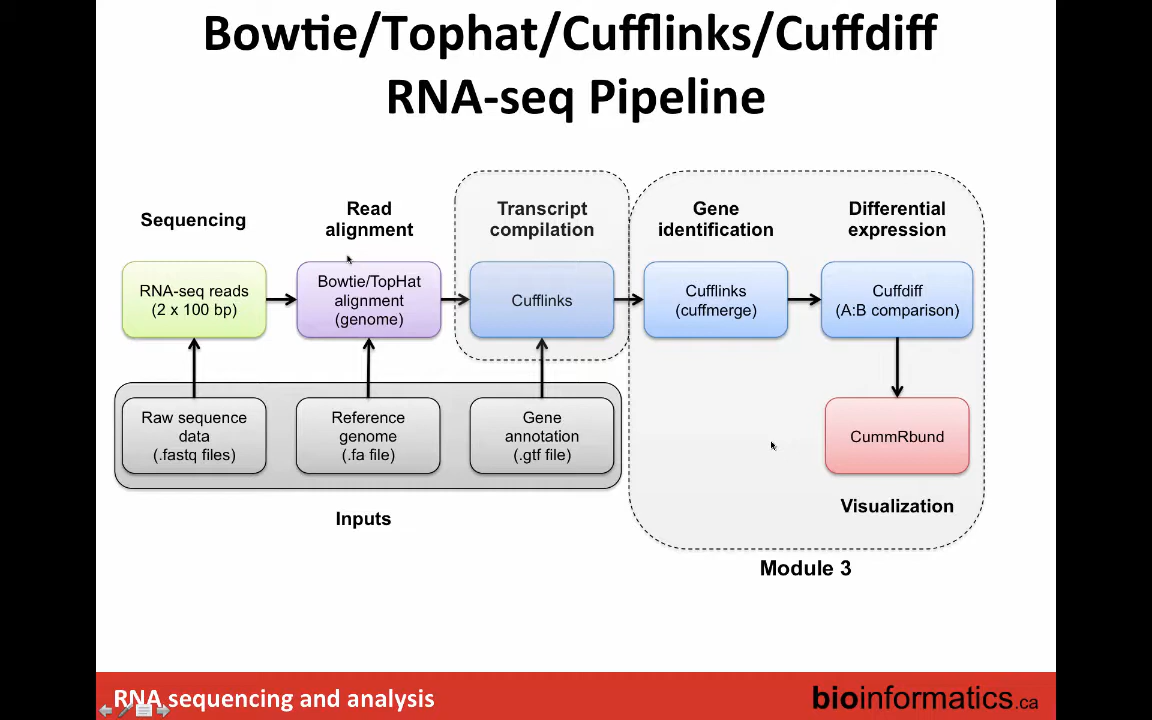 Bowtie/Tophat/Cufflinks/Cuffdiff
RNA-seq Pipeline
Sequencing
Read
alignment
Transcript
compilation
Gene
identification
Differential
expression
RNA-seq reads
(2 x 100 bp)
Bowtie/TopHat
alignment
(genome)
Cufflinks
Cufflinks
(cuffmerge)
Cuffdiff
(A:B comparison)
Raw sequence
data
(.fastq files)
Reference
genome
(.fa file)
Gene
annotation
(.gtf file)
CummRbund
Inputs
Visualization
Module 3
RNA sequencing and analysis
bioinformatics.ca